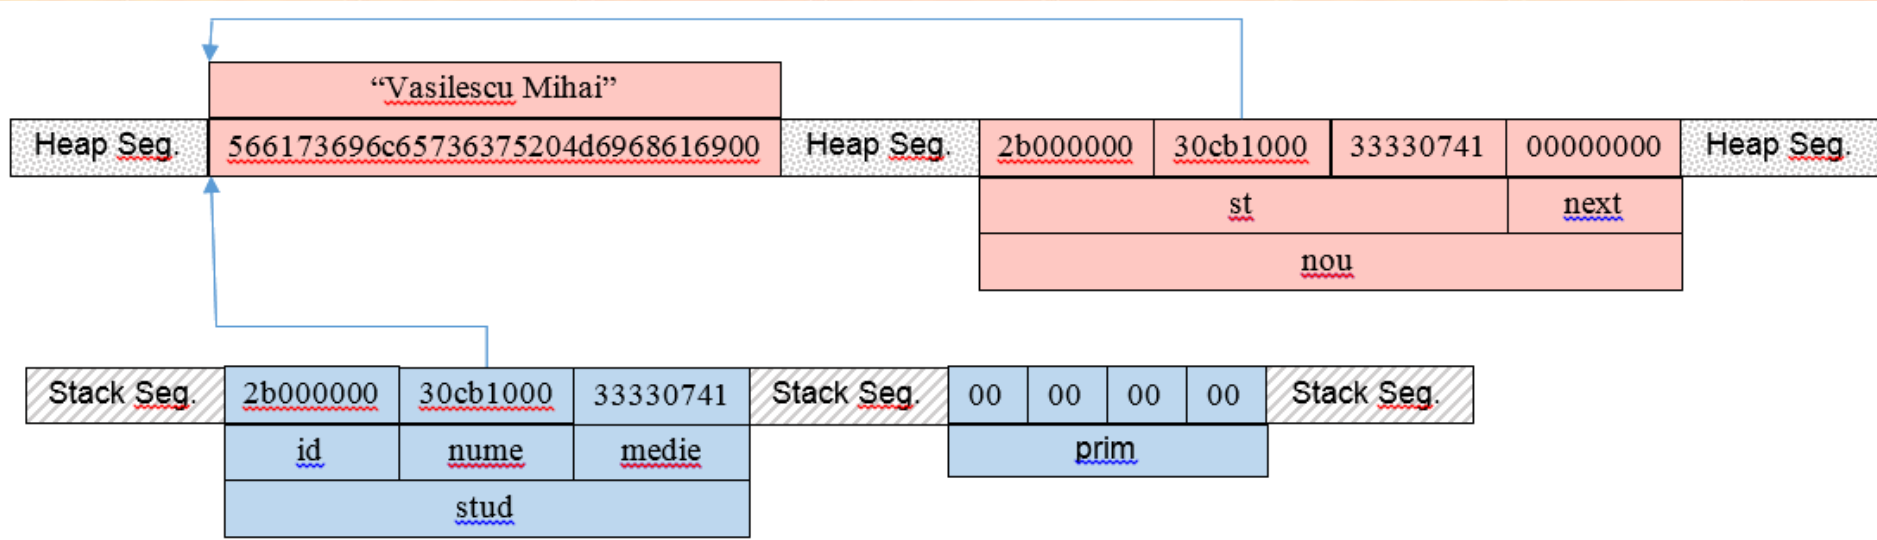 “Vasilescu Mihai”
Heap Seg. 566173696c65736375204d6968616900 Heap Seg. 2b000000 30cb1000 33330741 00000000 Heap Seg.
st next
nou
Stack Seg. 2b000000 30cb1000 33330741 Stack Seg. 00 00 00 00 Stack Seg.
id nume medie prim
stud